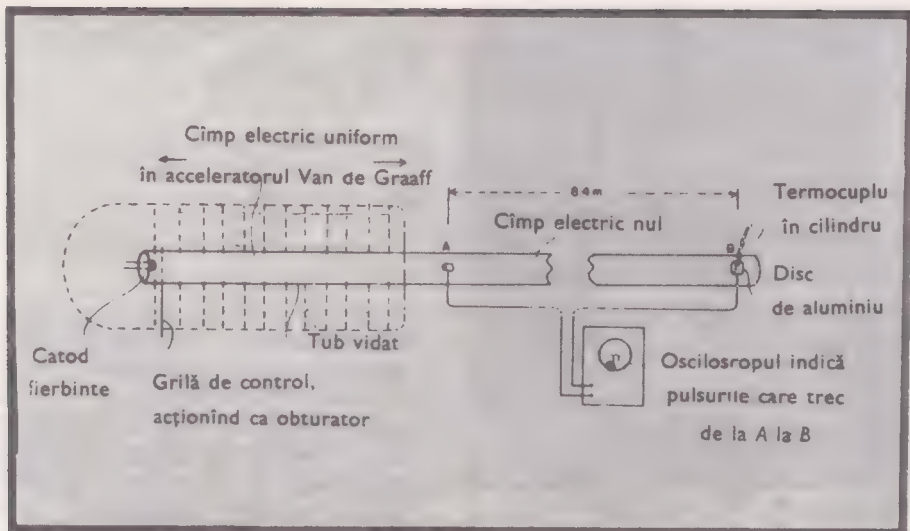 Cîmp electric uniform
în acceleratorul Van de Graaff
84m
Termocuplu
în cilindru
Cîmp electric nul
A
B
Disc
de aluminiu
Tub vidat
Catod
fierbinte
Grilă de control,
acționînd ca obturator
Oscilosropul indică
pulsurile care trec
de la A la B